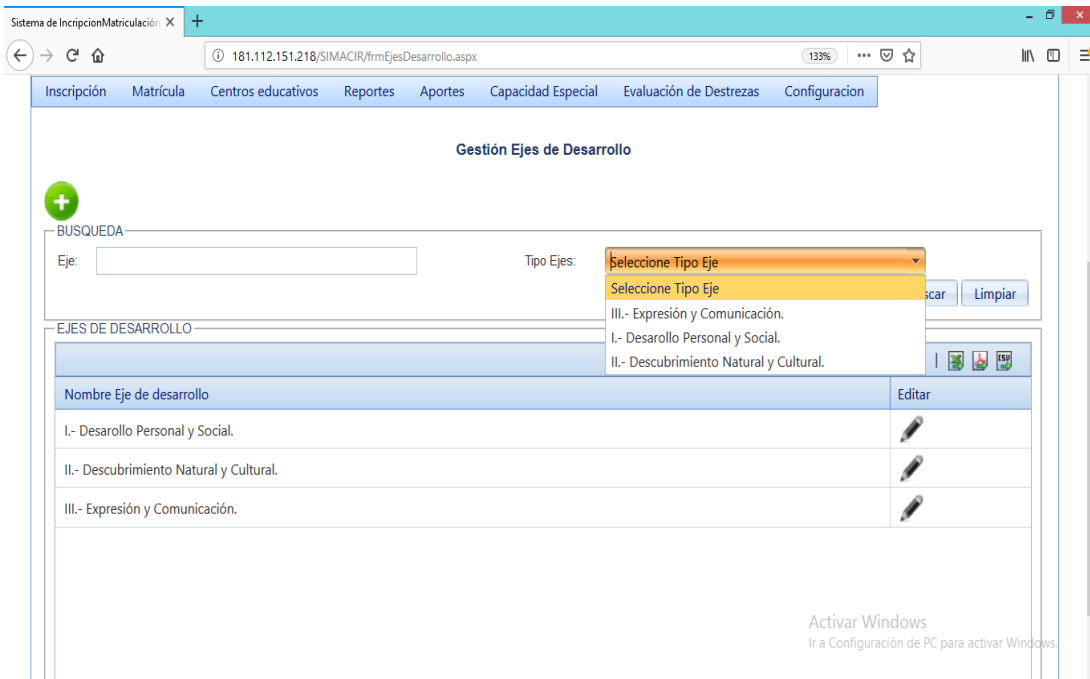 Sistema de IncripcionMatriculación
181.112.151.218/SIMACIR/frmEjesDesarrollo.aspx 133%
Inscripción Matrícula Centros educativos Reportes Aportes Capacidad Especial Evaluación de Destrezas Configuracion
Gestión Ejes de Desarrollo
BUSQUEDA
Eje: Tipo Ejes: Seleccione Tipo Eje
Seleccione Tipo Eje
Limpiar
III.- Expresión y Comunicación.
I.- Desarollo Personal y Social.
II.- Descubrimiento Natural y Cultural.
EJES DE DESARROLLO
Nombre Eje de desarrollo Editar
I.- Desarollo Personal y Social.
II.- Descubrimiento Natural y Cultural.
III.- Expresión y Comunicación.
Activar Windows
Ir a Configuración de PC para activar Windows.